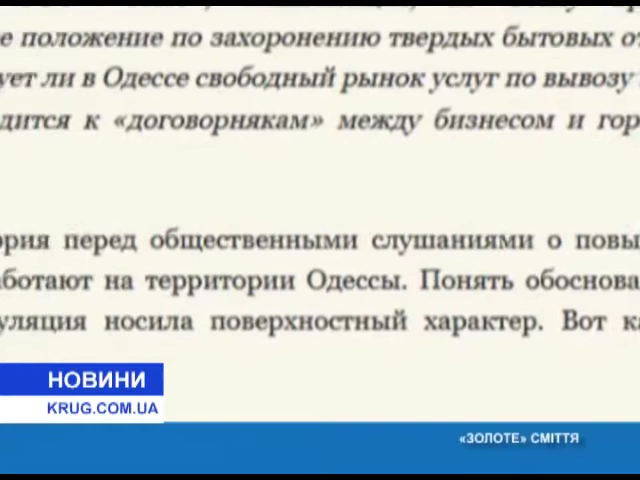 е положение по захоронению твердых бытовых от
ует ли в Одессе свободный рынок услуг по вывозу
дится к «договорнякам» между бизнесом и гор
ория перед общественными слушаниями о повы
аботают на территории Одессы. Понять обоснова
уляция носила поверхностный характер. Вот ка
НОВИНИ
KRUG.COM.UA
«ЗОЛОТЕ» СМІТТЯ